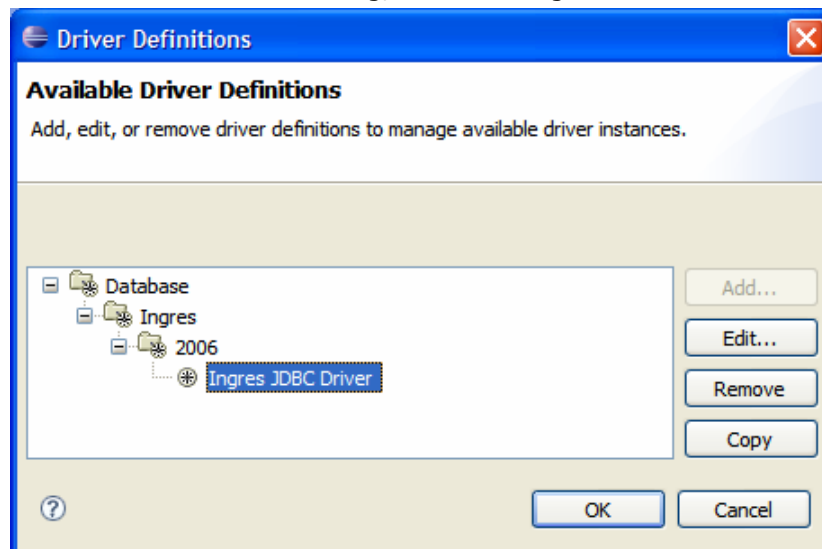 Driver Definitions
Available Driver Definitions
Add, edit, or remove driver definitions to manage available driver instances.
Database
Ingres
2006
Ingres JDBC Driver
Add...
Edit...
Remove
Copy
?
OK
Cancel